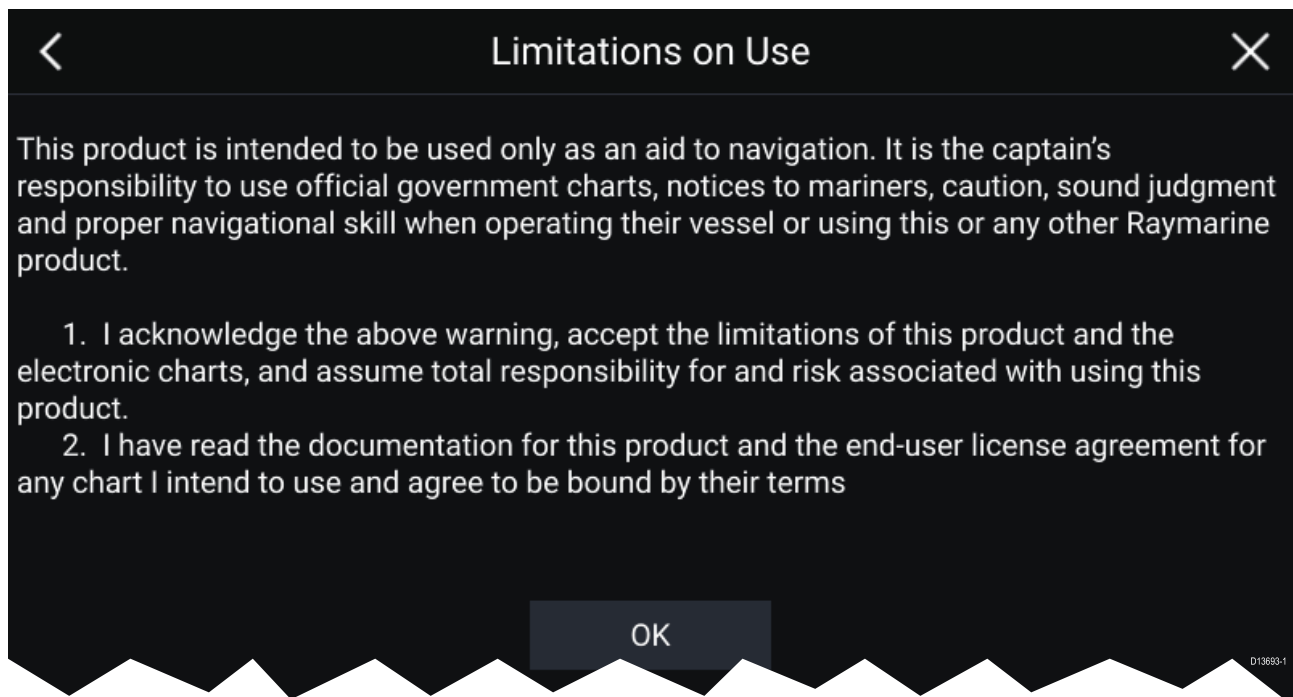 Limitations on Use
This product is intended to be used only as an aid to navigation. It is the captain's
responsibility to use official government charts, notices to mariners, caution, sound judgment
and proper navigational skill when operating their vessel or using this or any other Raymarine
product.
1. I acknowledge the above warning, accept the limitations of this product and the
electronic charts, and assume total responsibility for and risk associated with using this
product.
2. I have read the documentation for this product and the end-user license agreement for
any chart I intend to use and agree to be bound by their terms
OK
D13693-1